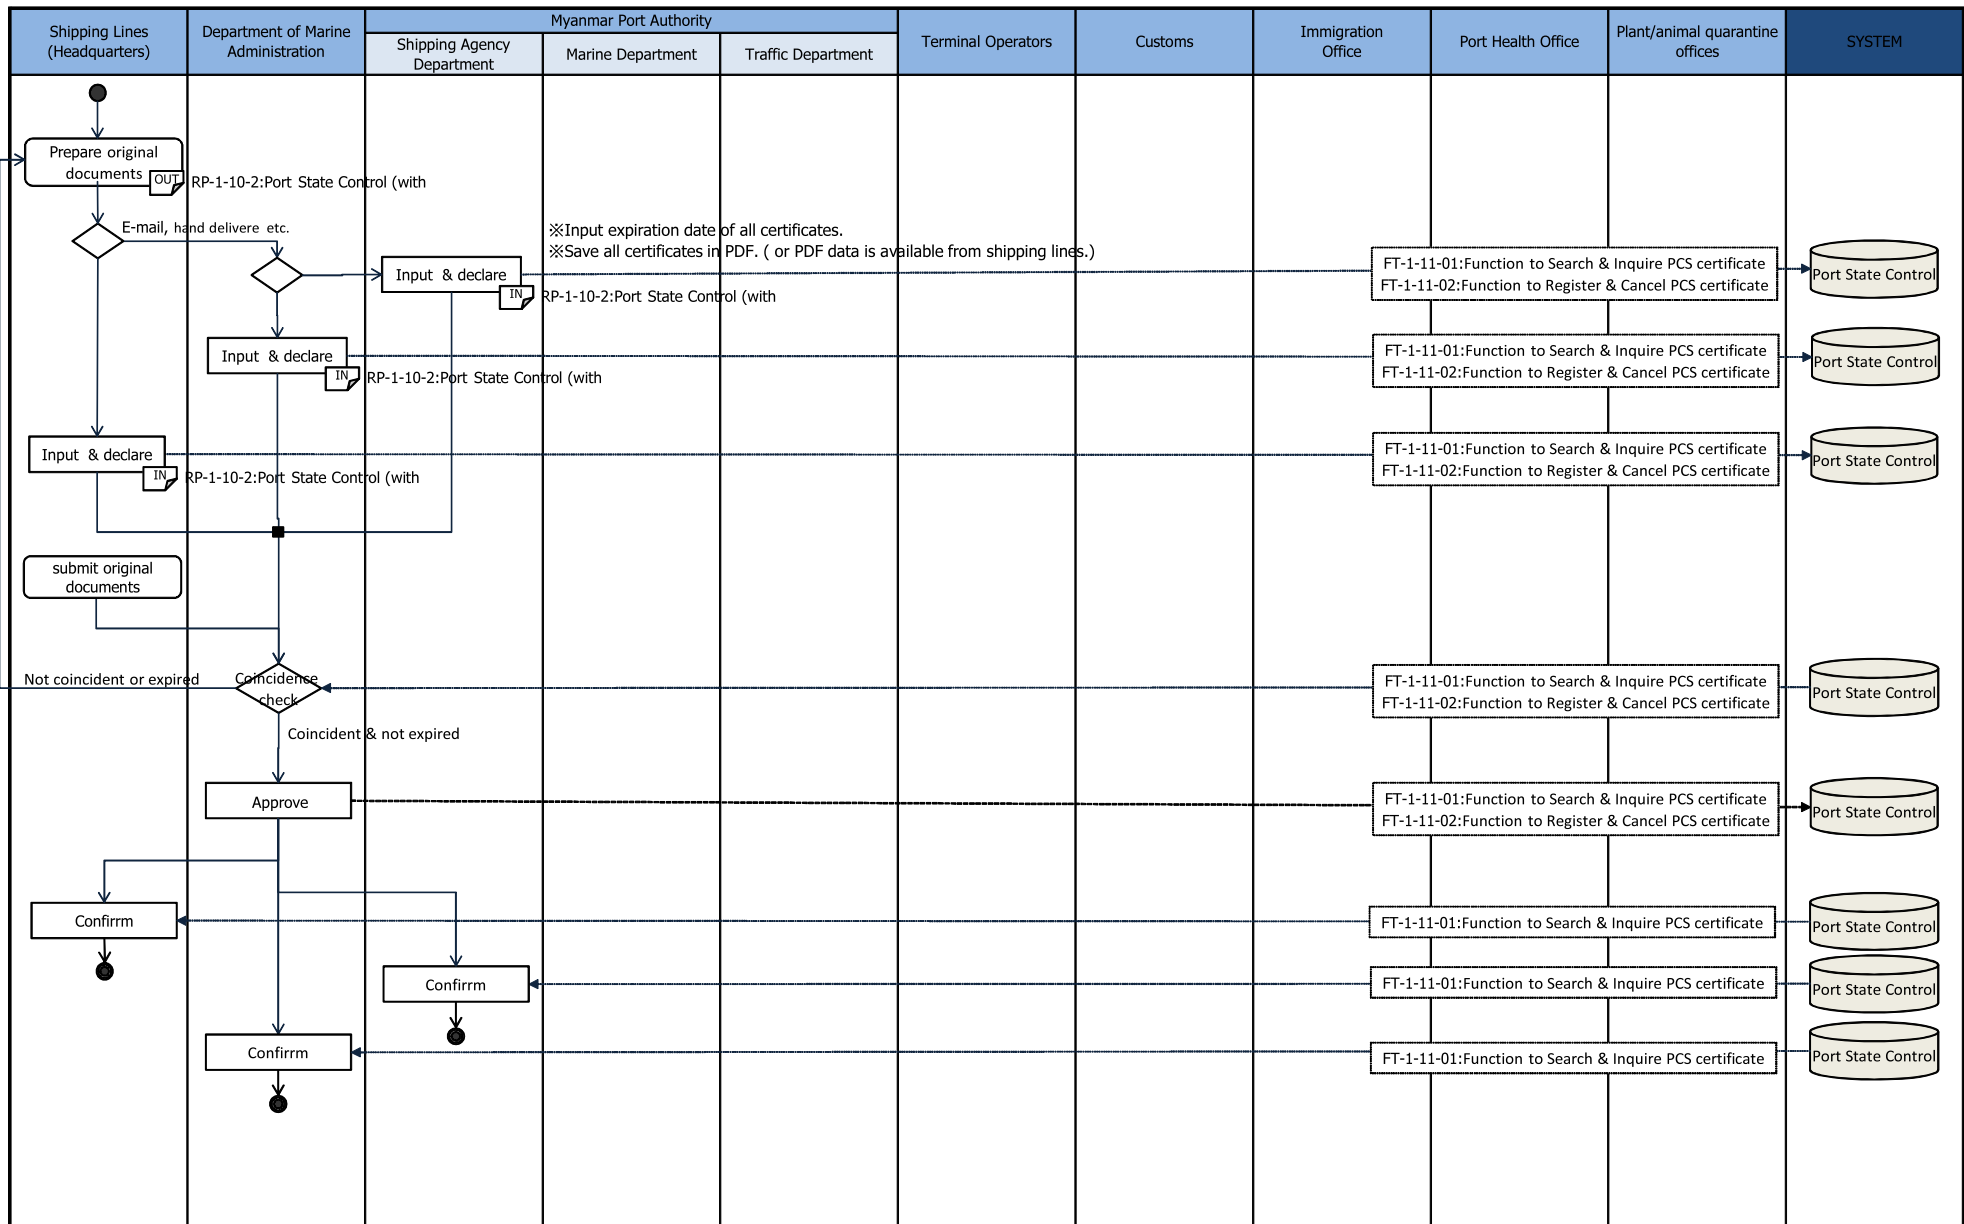 Shipping Lines
(Headquarters)
Department of Marine
Administration
Myanmar Port Authority
Shipping Agency
Department
Marine Department
Traffic Department
Terminal Operators
Customs
Immigration
Office
Port Health Office
Plant/animal quarantine
offices
SYSTEM
Prepare original
documents
OUT
RP-1-10-2:Port State Control (with
E-mail, hand delivere etc.
※Input expiration date of all certificates.
※Save all certificates in PDF. ( or PDF data is available from shipping lines.)
Input & declare
IN
RP-1-10-2:Port State Control (with
FT-1-11-01:Function to Search & Inquire PCS certificate
FT-1-11-02:Function to Register & Cancel PCS certificate
Port State Control
Input & declare
IN
RP-1-10-2:Port State Control (with
FT-1-11-01:Function to Search & Inquire PCS certificate
FT-1-11-02:Function to Register & Cancel PCS certificate
Port State Control
Input & declare
IN
RP-1-10-2:Port State Control (with
FT-1-11-01:Function to Search & Inquire PCS certificate
FT-1-11-02:Function to Register & Cancel PCS certificate
Port State Control
submit original
documents
Not coincident or expired
Coincidence
check
FT-1-11-01:Function to Search & Inquire PCS certificate
FT-1-11-02:Function to Register & Cancel PCS certificate
Port State Control
Coincident & not expired
Approve
FT-1-11-01:Function to Search & Inquire PCS certificate
FT-1-11-02:Function to Register & Cancel PCS certificate
Port State Control
Confirrm
FT-1-11-01:Function to Search & Inquire PCS certificate
Port State Control
Confirrm
FT-1-11-01:Function to Search & Inquire PCS certificate
Port State Control
Confirrm
FT-1-11-01:Function to Search & Inquire PCS certificate
Port State Control